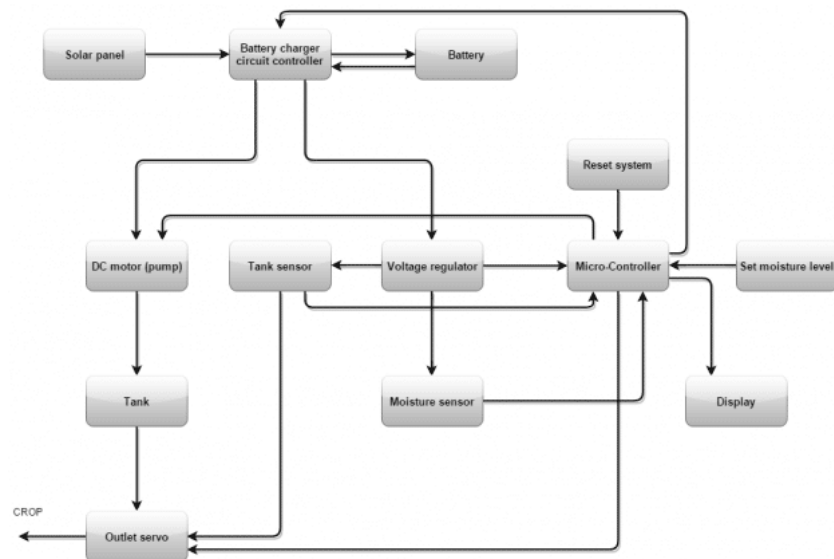 Solar panel
Battery charger
circuit controller
Battery
Reset system
DC motor (pump)
Tank sensor
Voltage regulator
Micro-Controller
Set moisture level
Tank
Moisture sensor
Display
CROP
Outlet servo